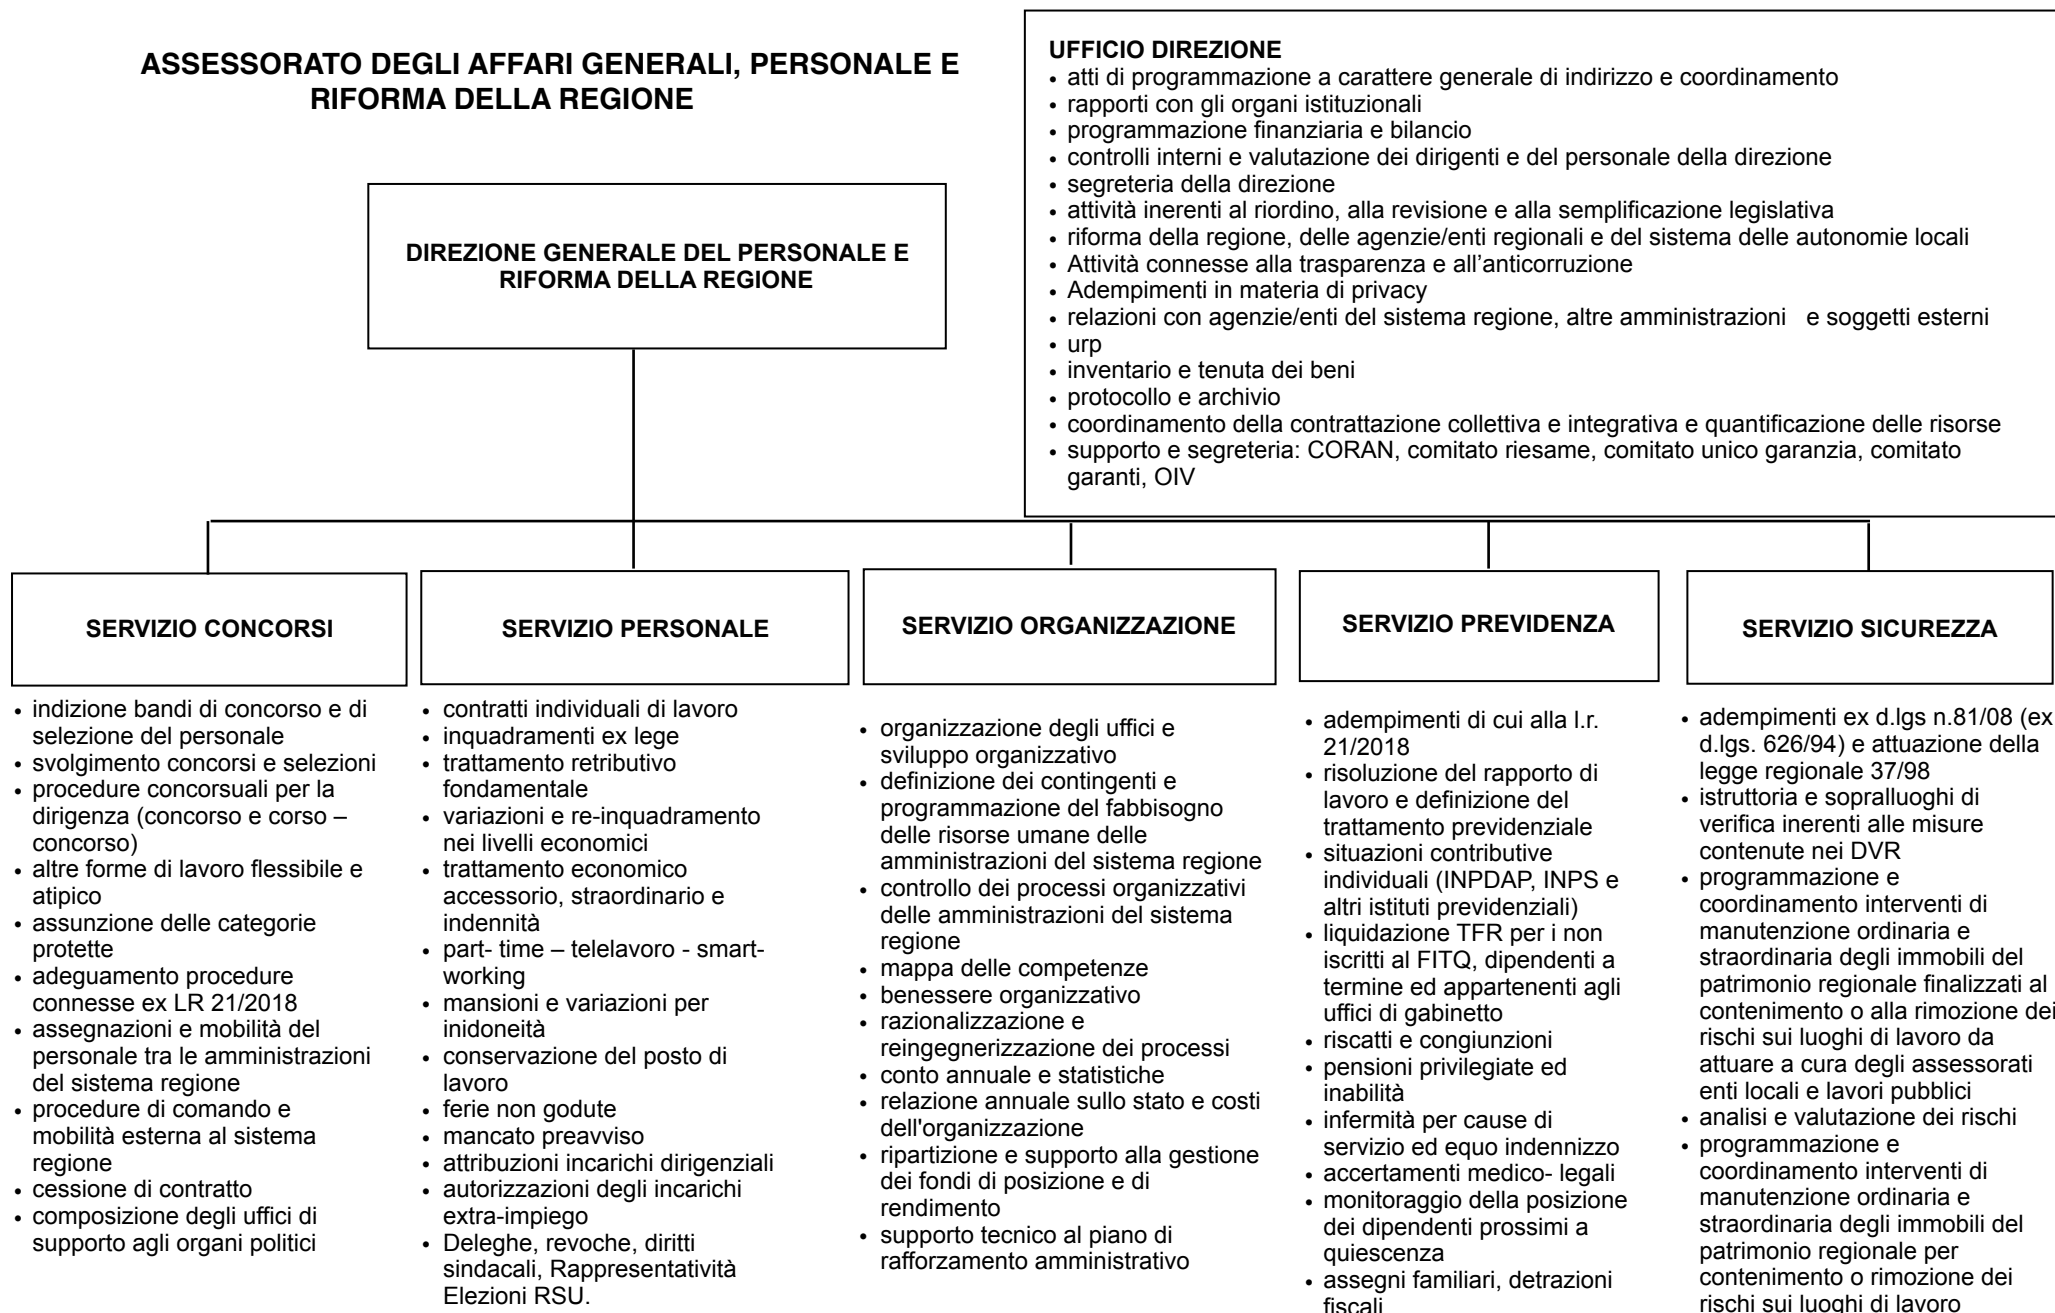 ASSESSORATO DEGLI AFFARI GENERALI, PERSONALE E
RIFORMA DELLA REGIONE
DIREZIONE GENERALE DEL PERSONALE E
RIFORMA DELLA REGIONE
UFFICIO DIREZIONE
• atti di programmazione a carattere generale di indirizzo e coordinamento
• rapporti con gli organi istituzionali
• programmazione finanziaria e bilancio
• controlli interni e valutazione dei dirigenti e del personale della direzione
• segreteria della direzione
• attività inerenti al riordino, alla revisione e alla semplificazione legislativa
• riforma della regione, delle agenzie/enti regionali e del sistema delle autonomie locali
• Attività connesse alla trasparenza e all’anticorruzione
• Adempimenti in materia di privacy
• relazioni con agenzie/enti del sistema regione, altre amministrazioni e soggetti esterni
• urp
• inventario e tenuta dei beni
• protocollo e archivio
• coordinamento della contrattazione collettiva e integrativa e quantificazione delle risorse
• supporto e segreteria: CORAN, comitato riesame, comitato unico garanzia, comitato
garanti, OIV
SERVIZIO CONCORSI
• indizione bandi di concorso e di
selezione del personale
• svolgimento concorsi e selezioni
• procedure concorsuali per la
dirigenza (concorso e corso –
concorso)
• altre forme di lavoro flessibile e
atipico
• assunzione delle categorie
protette
• adeguamento procedure
connesse ex LR 21/2018
• assegnazioni e mobilità del
personale tra le amministrazioni
del sistema regione
• procedure di comando e
mobilità esterna al sistema
regione
• cessione di contratto
• composizione degli uffici di
supporto agli organi politici
SERVIZIO PERSONALE
• contratti individuali di lavoro
• inquadramenti ex lege
• trattamento retributivo
fondamentale
• variazioni e re-inquadramento
nei livelli economici
• trattamento economico
accessorio, straordinario e
indennità
• part- time – telelavoro - smart-
working
• mansioni e variazioni per
inidoneità
• conservazione del posto di
lavoro
• ferie non godute
• mancato preavviso
• attribuzioni incarichi dirigenziali
• autorizzazioni degli incarichi
extra-impiego
• Deleghe, revoche, diritti
sindacali, Rappresentatività
Elezioni RSU.
SERVIZIO ORGANIZZAZIONE
• organizzazione degli uffici e
sviluppo organizzativo
• definizione dei contingenti e
programmazione del fabbisogno
delle risorse umane delle
amministrazioni del sistema regione
• controllo dei processi organizzativi
delle amministrazioni del sistema
regione
• mappa delle competenze
• benessere organizzativo
• razionalizzazione e
reingegnerizzazione dei processi
• conto annuale e statistiche
• relazione annuale sullo stato e costi
dell'organizzazione
• ripartizione e supporto alla gestione
dei fondi di posizione e di
rendimento
• supporto tecnico al piano di
rafforzamento amministrativo
SERVIZIO PREVIDENZA
• adempimenti di cui alla l.r.
21/2018
• risoluzione del rapporto di
lavoro e definizione del
trattamento previdenziale
• situazioni contributive
individuali (INPDAP, INPS e
altri istituti previdenziali)
• liquidazione TFR per i non
iscritti al FITQ, dipendenti a
termine ed appartenenti agli
uffici di gabinetto
• riscatti e congiunzioni
• pensioni privilegiate ed
inabilità
• infermità per cause di
servizio ed equo indennizzo
• accertamenti medico- legali
• monitoraggio della posizione
dei dipendenti prossimi a
quiescenza
• assegni familiari, detrazioni
fiscali
SERVIZIO SICUREZZA
• adempimenti ex d.lgs n.81/08 (ex
d.lgs. 626/94) e attuazione della
legge regionale 37/98
• istruttoria e sopralluoghi di
verifica inerenti alle misure
contenute nei DVR
• programmazione e
coordinamento interventi di
manutenzione ordinaria e
straordinaria degli immobili del
patrimonio regionale finalizzati al
contenimento o alla rimozione dei
rischi sui luoghi di lavoro da
attuare a cura degli assessorati
enti locali e lavori pubblici
• analisi e valutazione dei rischi
• programmazione e
coordinamento interventi di
manutenzione ordinaria e
straordinaria degli immobili del
patrimonio regionale per
contenimento o rimozione dei
rischi sui luoghi di lavoro